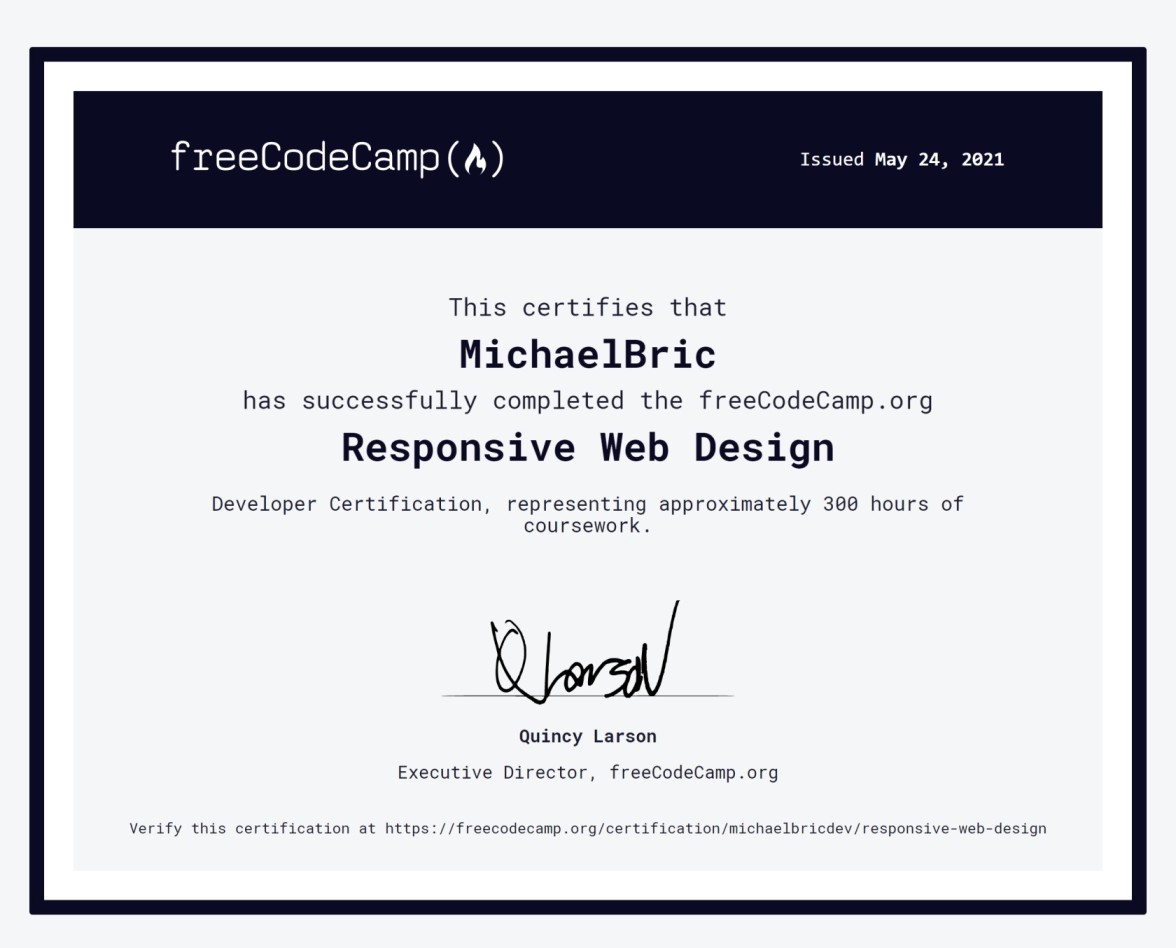 freeCodeCamp(🔥)
Issued May 24, 2021
This certifies that
MichaelBric
has successfully completed the freeCodeCamp.org
Responsive Web Design
Developer Certification, representing approximately 300 hours of
coursework.
Q Larson
Quincy Larson
Executive Director, freeCodeCamp.org
Verify this certification at https://freecodecamp.org/certification/michaelbricdev/responsive-web-design